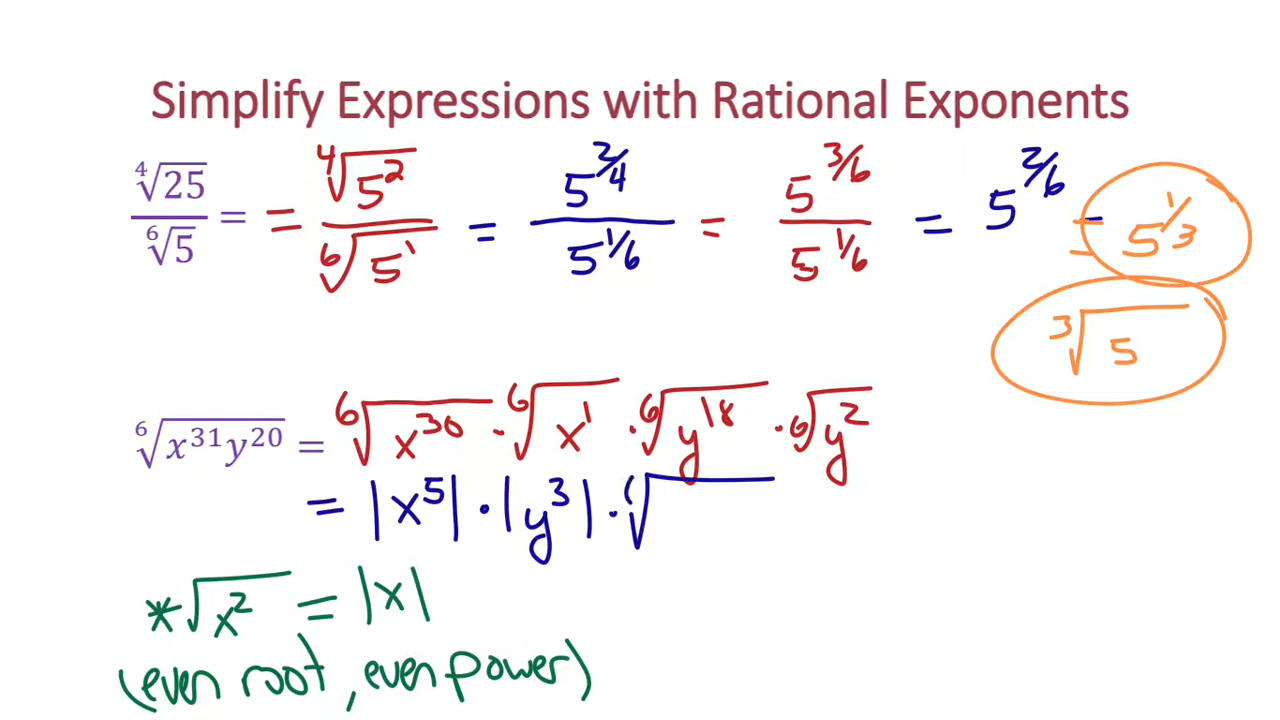 Simplify Expressions with Rational Exponents
⁴√25 / ⁶√5 = = ⁴√5² / ⁶√5¹ = 5^2/4 / 5^1/6 = 5^3/6 / 5^1/6 = 5^2/6 = 5^1/3
= ³√5
⁶√x³¹y²⁰ = ⁶√x³⁰ · ⁶√x¹ · ⁶√y¹⁸ · ⁶√y²
= |x⁵| · |y³| · √
*√x² = |x|
(even root, even power)